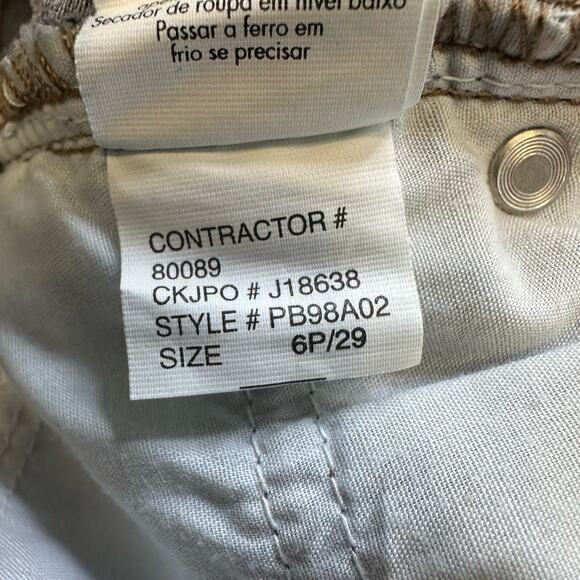 Secador de roupa em nível baixo
Passar a ferro em
frio se precisar
CONTRACTOR #
80089
CKJPO # J18638
STYLE # PB98A02
SIZE 6P/29